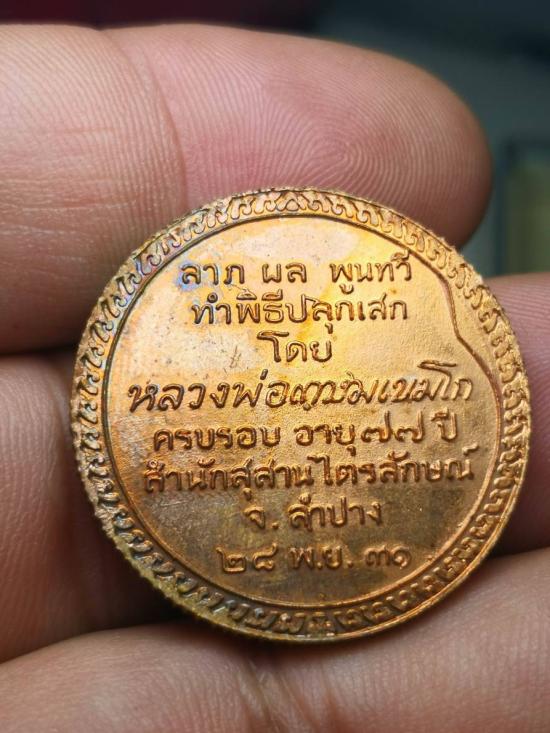 ลาภ ผล พูนทวี
ทำพิธีปลุกเสก
โดย
หลวงพ่อเกษมเขมโก
ครบรอบ อายุ ๗๗ ปี
สำนักสุสานไตรลักษณ์
จ. ลำปาง
๒๘ พ.ย. ๓๑